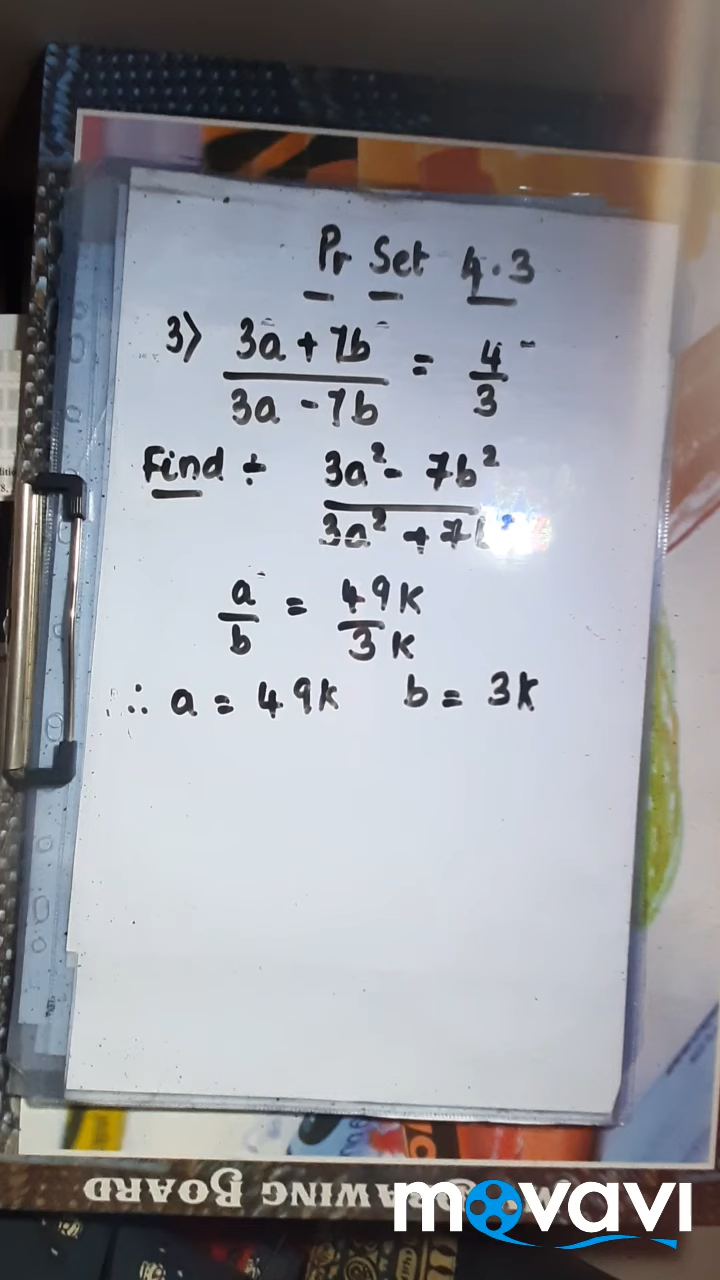 Pr Set 4.3
3) 3a + 7b / 3a - 7b = 4/3
Find ÷ 3a² - 7b² / 3a² + 7b²
a/b = 49k/3k
∴ a = 49k b = 3k
DRAWING BOARD
movavi